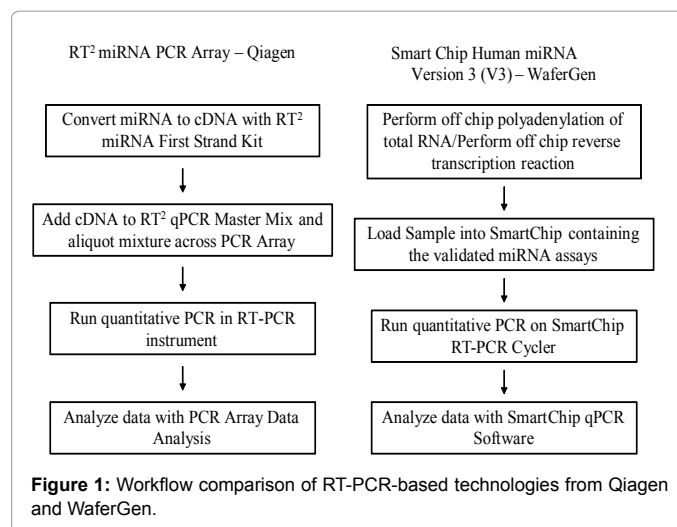 RT² miRNA PCR Array – Qiagen
Convert miRNA to cDNA with RT²
miRNA First Strand Kit
Add cDNA to RT² qPCR Master Mix and
aliquot mixture across PCR Array
Run quantitative PCR in RT-PCR
instrument
Analyze data with PCR Array Data
Analysis
Smart Chip Human miRNA
Version 3 (V3) – WaferGen
Perform off chip polyadenylation of
total RNA/Perform off chip reverse
transcription reaction
Load Sample into SmartChip containing
the validated miRNA assays
Run quantitative PCR on SmartChip
RT-PCR Cycler
Analyze data with SmartChip qPCR
Software
Figure 1: Workflow comparison of RT-PCR-based technologies from Qiagen
and WaferGen.